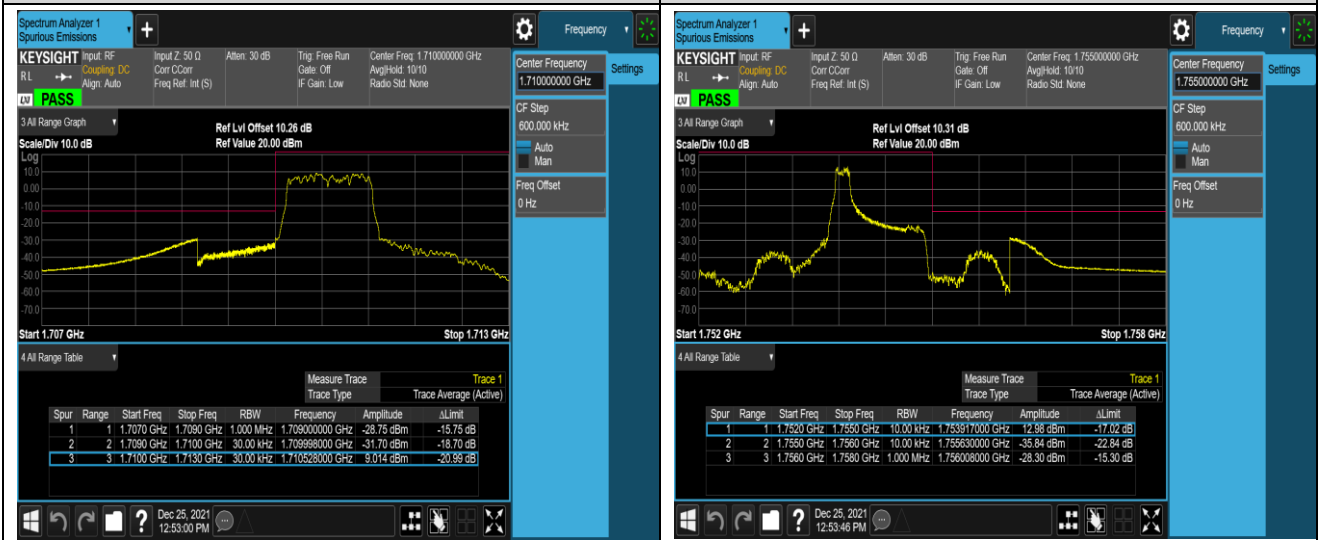 Spectrum Analyzer 1
Spurious Emissions
+
Frequency
KEYSIGHT Input: RF Input Z: 50 Ω Atten: 30 dB Trig: Free Run Center Freq: 1.710000000 GHz
RL Coupling: DC Corr CCorr Gate: Off Avg|Hold: 10/10
Align: Auto Freq Ref: Int (S) IF Gain: Low Radio Std: None
LXI PASS
Center Frequency
1.710000000 GHz
Settings
CF Step
600.000 kHz
Auto
Man
Freq Offset
0 Hz
3 All Range Graph
Ref Lvl Offset 10.26 dB
Scale/Div 10.0 dB Ref Value 20.00 dBm
Log
10.0
0.00
-10.0
-20.0
-30.0
-40.0
-50.0
-60.0
-70.0
Start 1.707 GHz Stop 1.713 GHz
4 All Range Table
Measure Trace Trace 1
Trace Type Trace Average (Active)
Spur Range Start Freq Stop Freq RBW Frequency Amplitude ΔLimit
1 1 1.7070 GHz 1.7090 GHz 1.000 MHz 1.709000000 GHz -28.75 dBm -15.75 dB
2 2 1.7090 GHz 1.7100 GHz 30.00 kHz 1.709998000 GHz -31.70 dBm -18.70 dB
3 3 1.7100 GHz 1.7130 GHz 30.00 kHz 1.710528000 GHz 9.014 dBm -20.99 dB
? Dec 25, 2021
12:53:00 PM
Spectrum Analyzer 1
Spurious Emissions
+
Frequency
KEYSIGHT Input: RF Input Z: 50 Ω Atten: 30 dB Trig: Free Run Center Freq: 1.755000000 GHz
RL Coupling: DC Corr CCorr Gate: Off Avg|Hold: 10/10
Align: Auto Freq Ref: Int (S) IF Gain: Low Radio Std: None
LXI PASS
Center Frequency
1.755000000 GHz
Settings
CF Step
600.000 kHz
Auto
Man
Freq Offset
0 Hz
3 All Range Graph
Ref Lvl Offset 10.31 dB
Scale/Div 10.0 dB Ref Value 20.00 dBm
Log
10.0
0.00
-10.0
-20.0
-30.0
-40.0
-50.0
-60.0
-70.0
Start 1.752 GHz Stop 1.758 GHz
4 All Range Table
Measure Trace Trace 1
Trace Type Trace Average (Active)
Spur Range Start Freq Stop Freq RBW Frequency Amplitude ΔLimit
1 1 1.7520 GHz 1.7550 GHz 10.00 kHz 1.753917000 GHz 12.98 dBm -17.02 dB
2 2 1.7550 GHz 1.7560 GHz 10.00 kHz 1.755630000 GHz -35.84 dBm -22.84 dB
3 3 1.7560 GHz 1.7580 GHz 1.000 MHz 1.756008000 GHz -28.30 dBm -15.30 dB
? Dec 25, 2021
12:53:46 PM